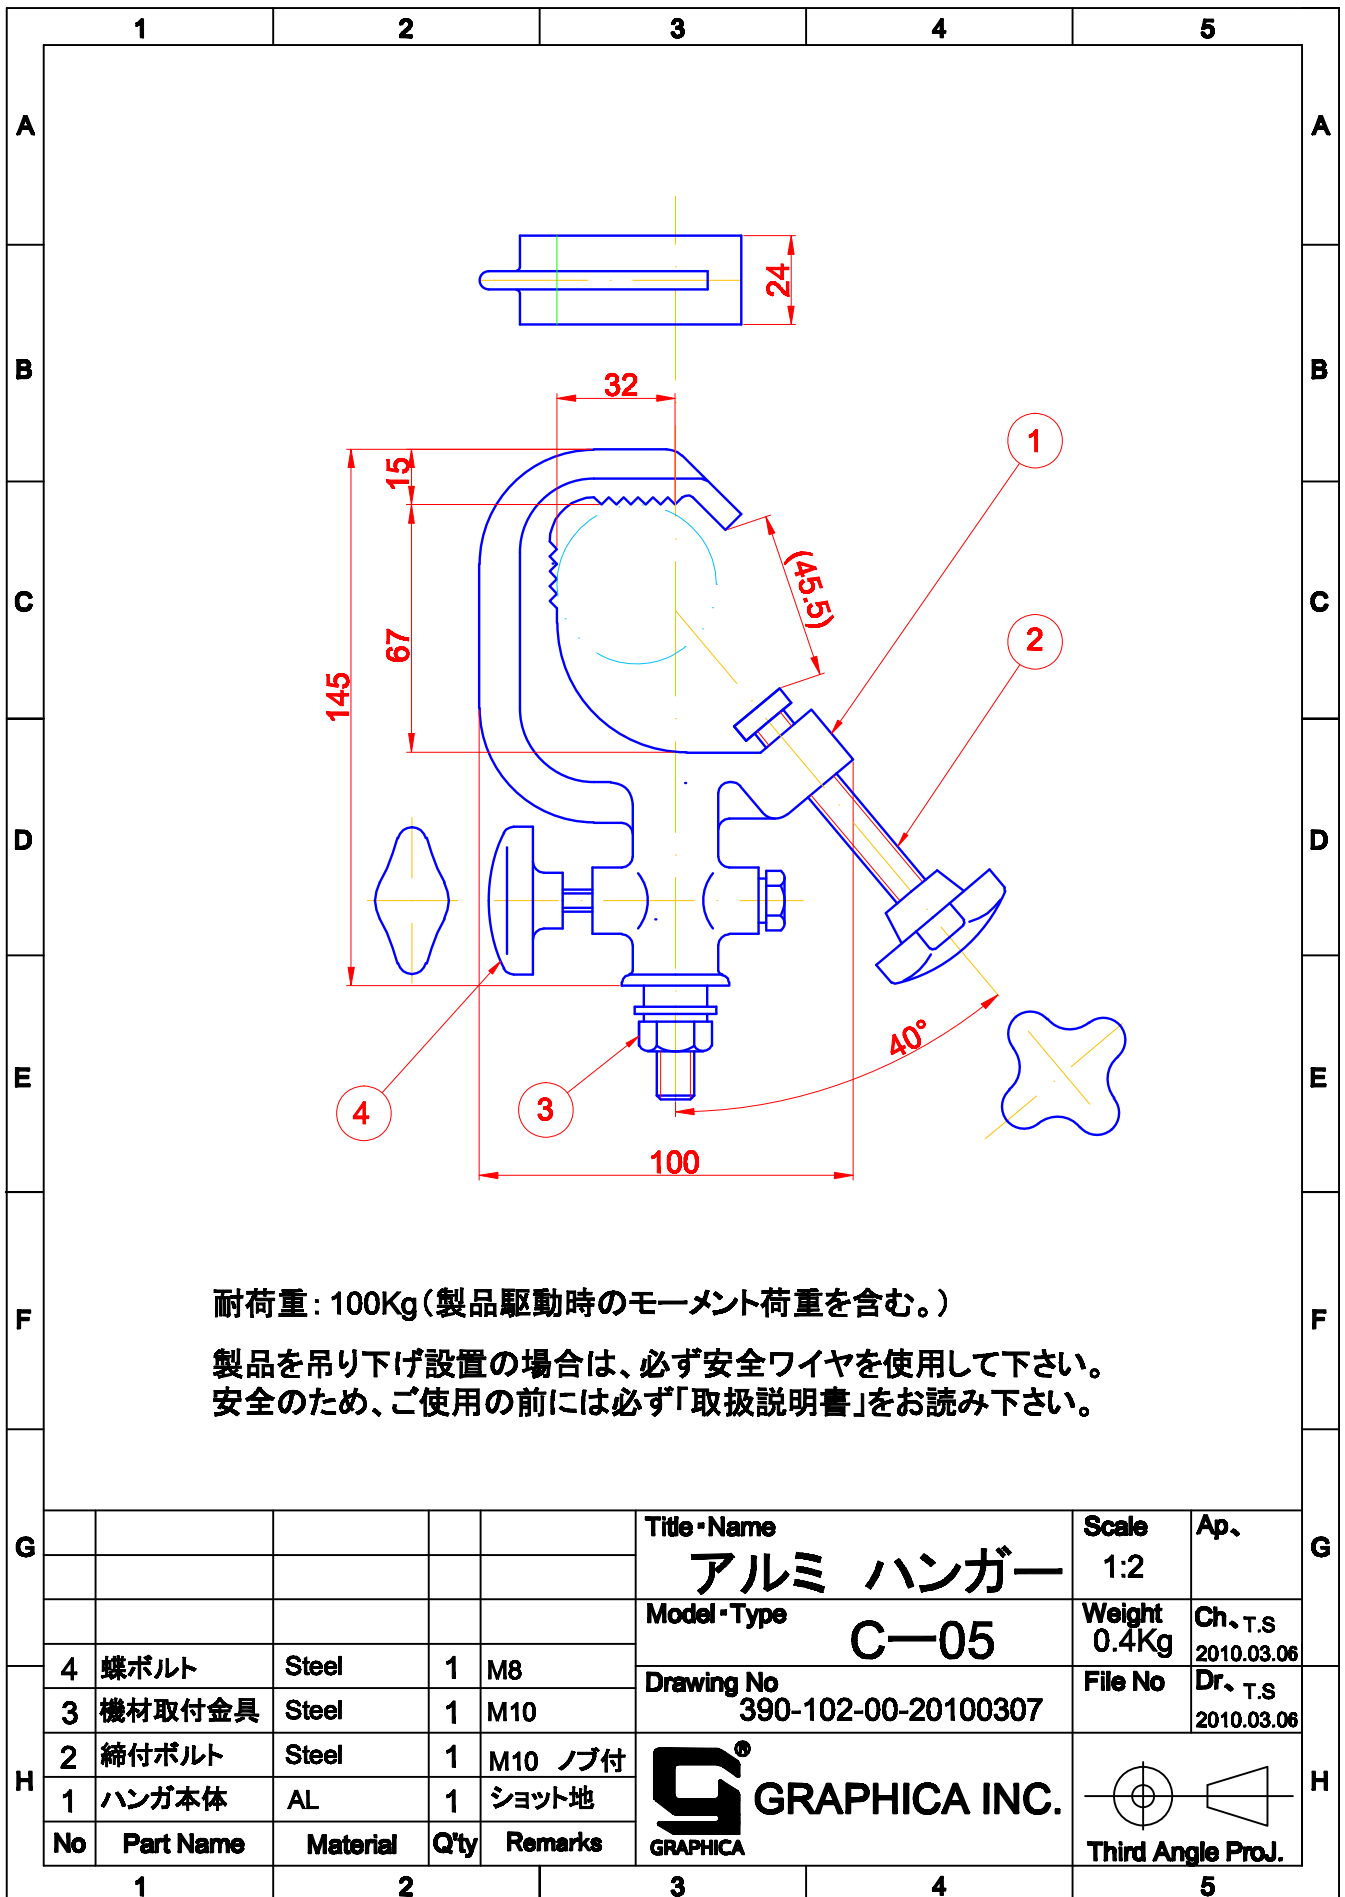 1 2 3 4 5
A A
B B
C C
D D
E E
F F
G G
H H
24
32
15
67
145
(45.5)
40°
100
1
2
3
4
耐荷重：100Kg（製品駆動時のモーメント荷重を含む。）
製品を吊り下げ設置の場合は、必ず安全ワイヤを使用して下さい。
安全のため、ご使用の前には必ず「取扱説明書」をお読み下さい。
4 蝶ボルト Steel 1 M8
3 機材取付金具 Steel 1 M10
2 締付ボルト Steel 1 M10 ノブ付
1 ハンガ本体 AL 1 ショット地
No Part Name Material Q'ty Remarks
Title・Name
アルミ ハンガー
Scale
1:2
Ap、
Model・Type
C—05
Weight
0.4Kg
Ch、T.S
2010.03.06
Drawing No
390-102-00-20100307
File No
Dr、T.S
2010.03.06
®
GRAPHICA
GRAPHICA INC.
Third Angle ProJ.
1 2 3 4 5